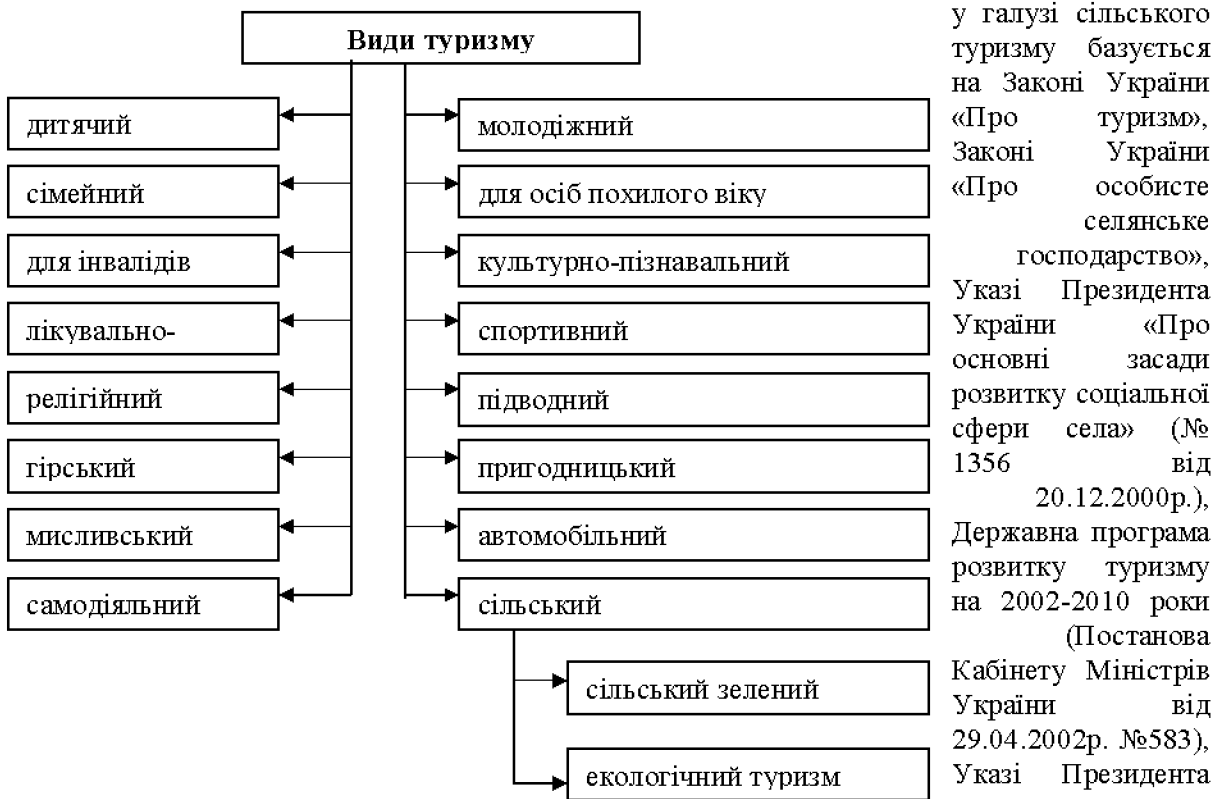 Види туризму
дитячий
сімейний
для інвалідів
лікувально-
релігійний
гірський
мисливський
самодіяльний
молодіжний
для осіб похилого віку
культурно-пізнавальний
спортивний
підводний
пригодницький
автомобільний
сільський
сільський зелений
екологічний туризм
у галузі сільського
туризму базується
на Законі України
«Про туризм»,
Законі України
«Про особисте
селянське
господарство»,
Указі Президента
України «Про
основні засади
розвитку соціальної
сфери села» (№
1356 від
20.12.2000р.),
Державна програма
розвитку туризму
на 2002-2010 роки
(Постанова
Кабінету Міністрів
України від
29.04.2002р. №583),
Указі Президента